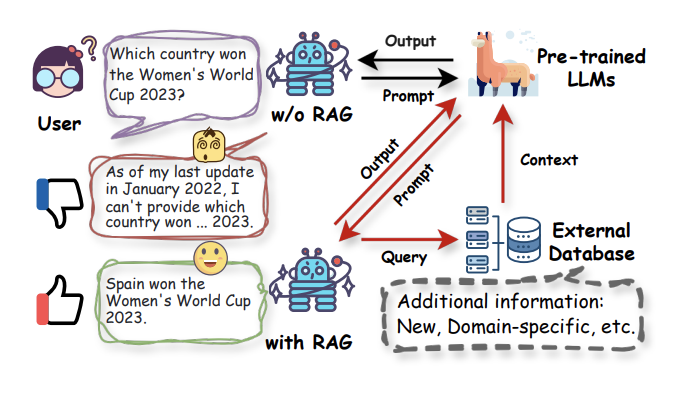 Which country won
the Women's World
Cup 2023?
User
w/o RAG
Output
Prompt
Pre-trained
LLMs
As of my last update
in January 2022, I
can't provide which
country won ... 2023.
Output
Prompt
Context
Query
External
Database
Spain won the
Women's World Cup
2023.
with RAG
Additional information:
New, Domain-specific, etc.